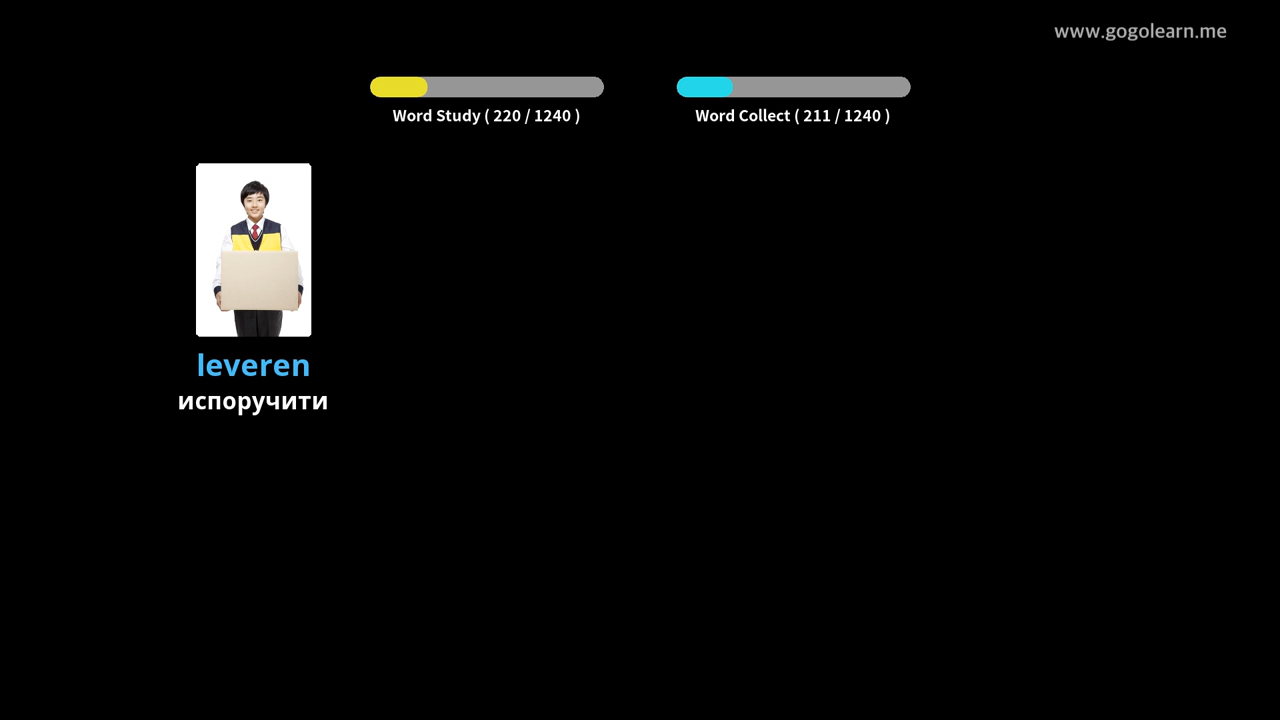 www.gogolearn.me
Word Study ( 220 / 1240 )
Word Collect ( 211 / 1240 )
leveren
испоручити